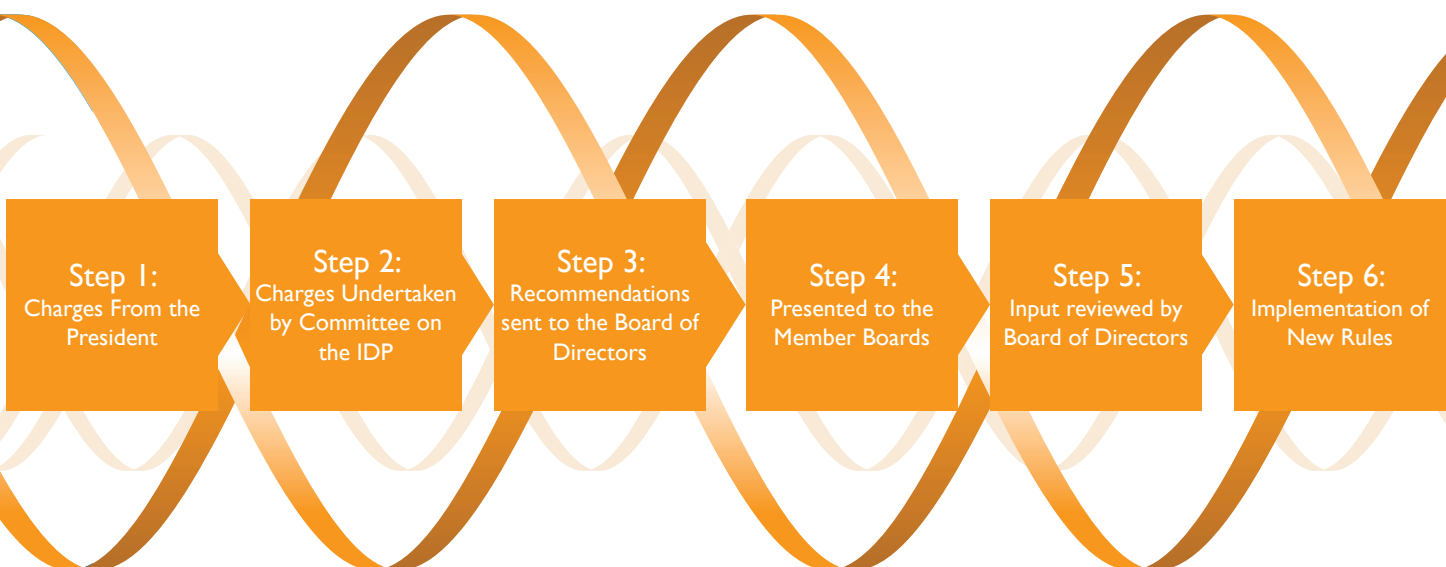 Step 1:
Charges From the
President
Step 2:
Charges Undertaken
by Committee on
the IDP
Step 3:
Recommendations
sent to the Board of
Directors
Step 4:
Presented to the
Member Boards
Step 5:
Input reviewed by
Board of Directors
Step 6:
Implementation of
New Rules